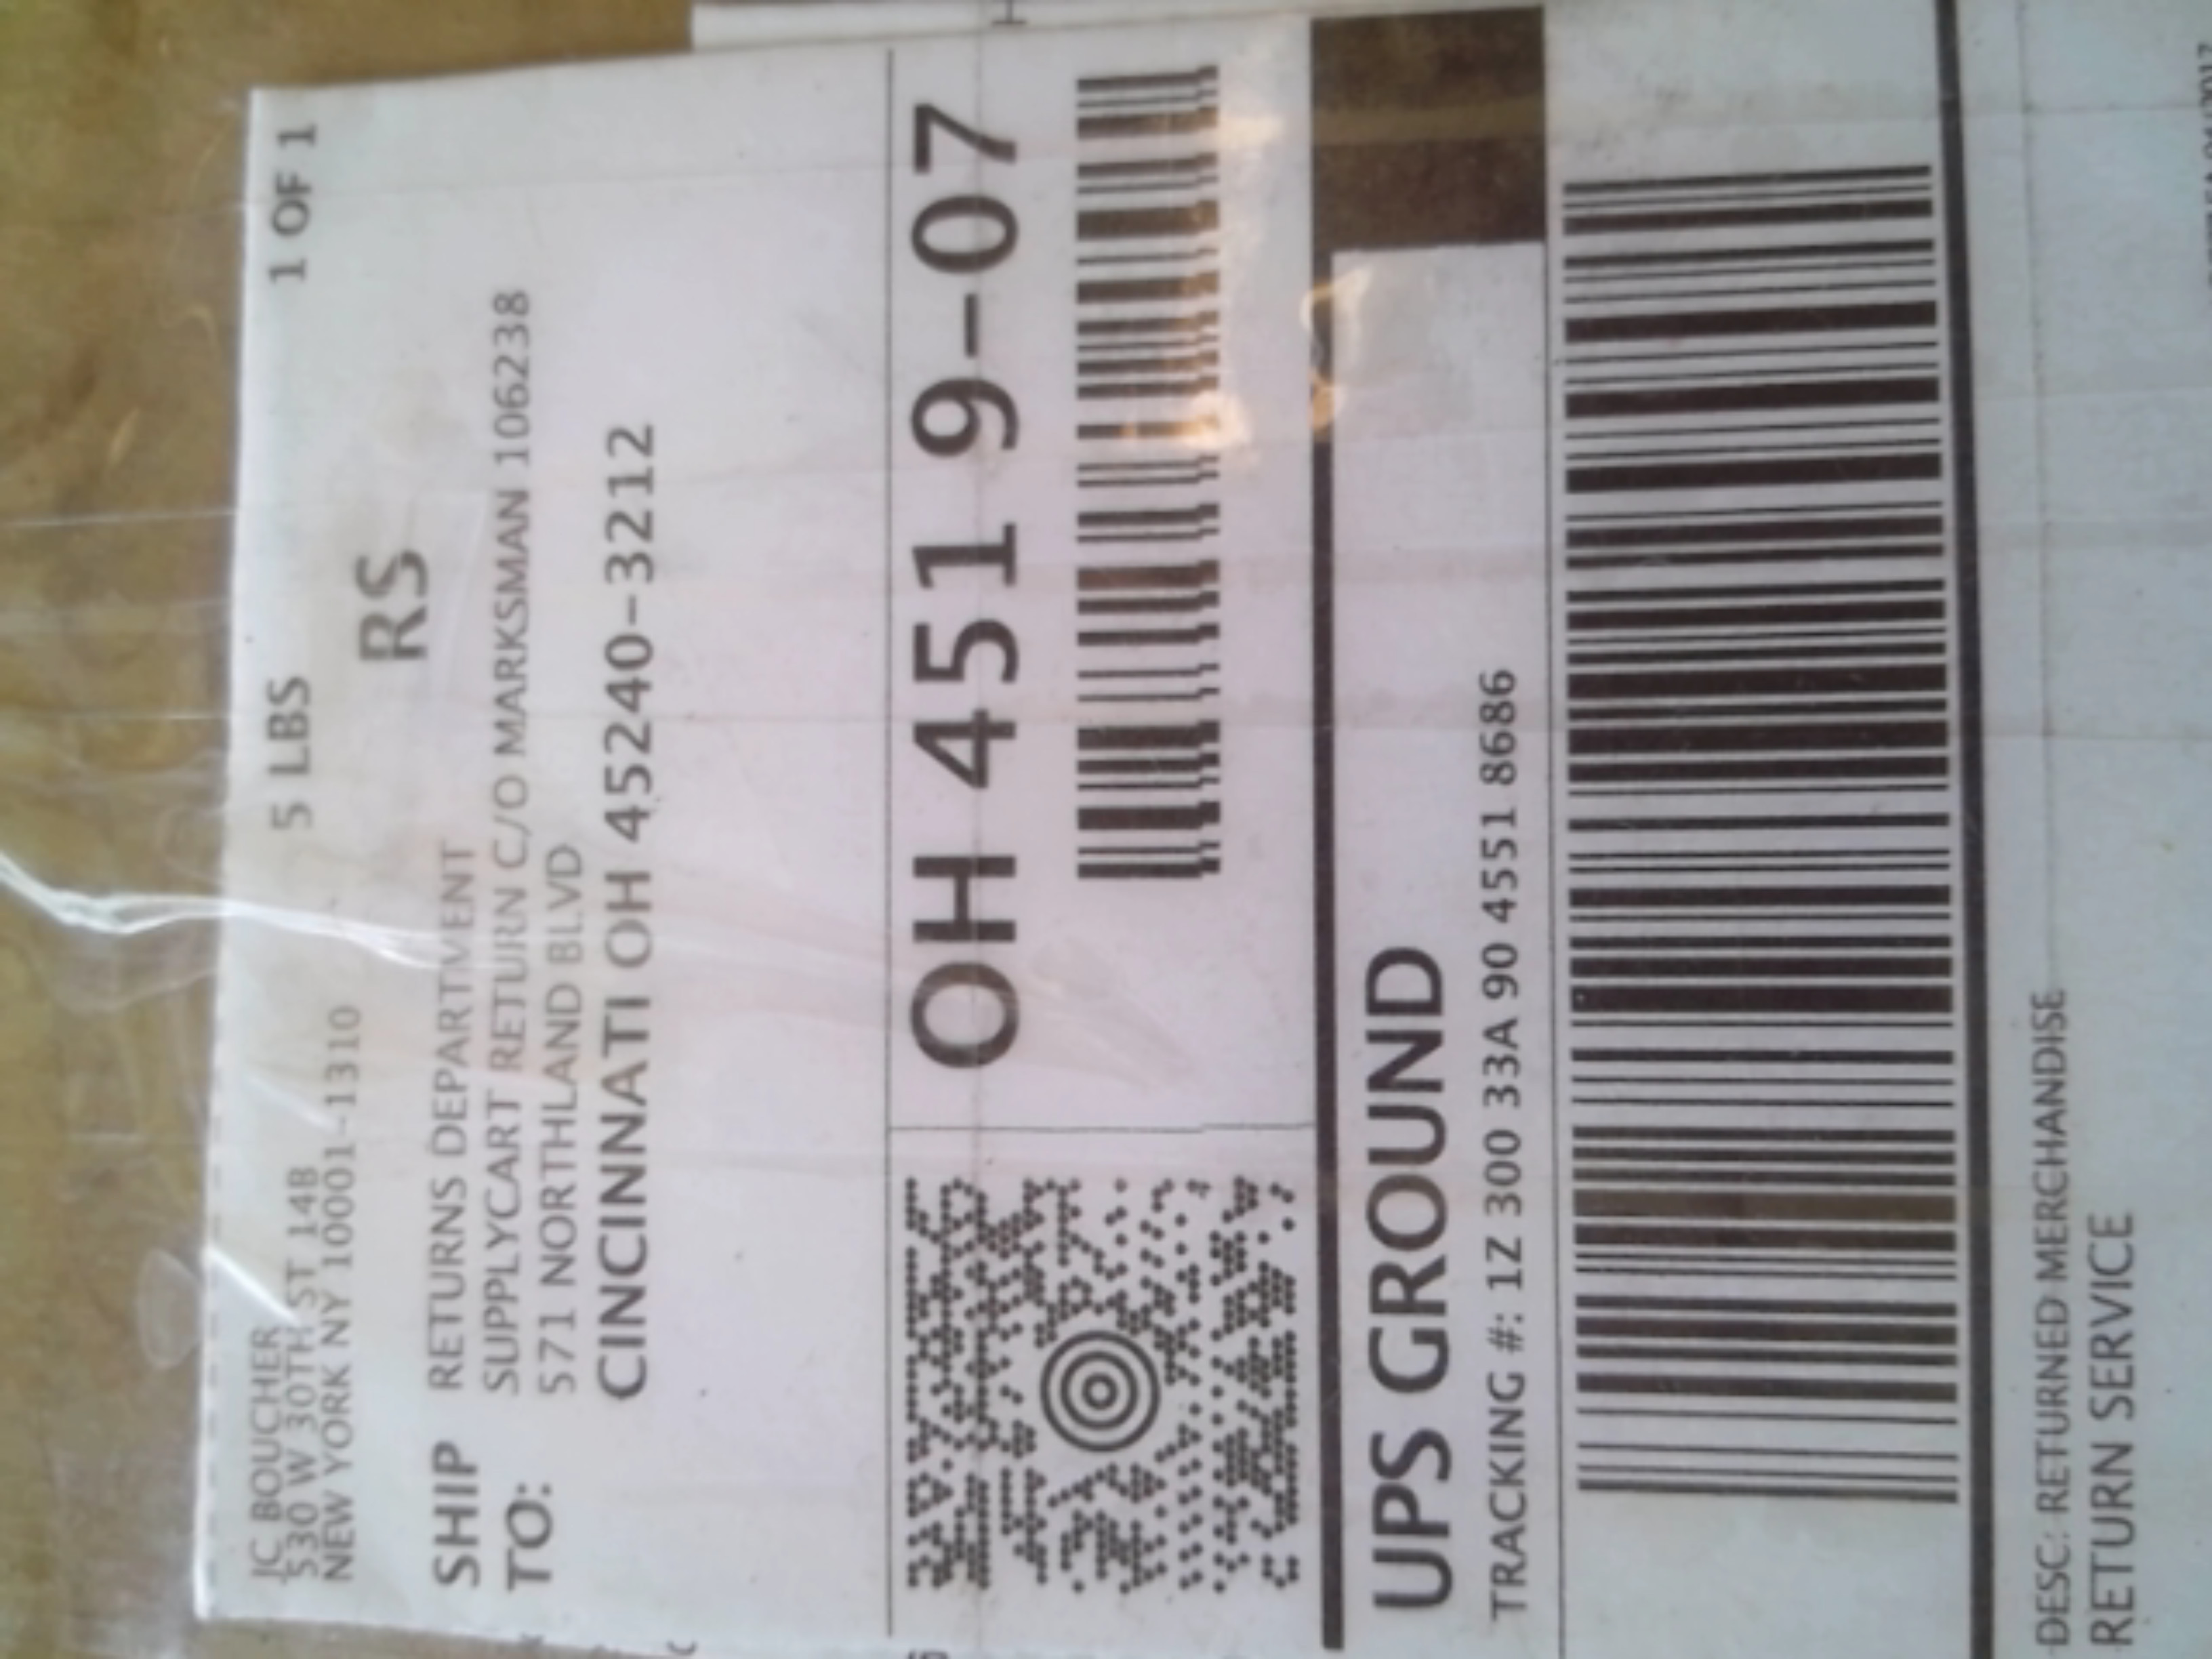 JC BOUCHER
530 W 30TH ST 14B
NEW YORK NY 10001-1310
5 LBS
1 OF 1
RS
SHIP TO:
RETURNS DEPARTMENT
SUPPLYCART RETURN C/O MARKSMAN 106238
571 NORTHLAND BLVD
CINCINNATI OH 45240-3212
OH 451 9-07
UPS GROUND
TRACKING #: 1Z 300 33A 90 4551 8686
DESC: RETURNED MERCHANDISE
RETURN SERVICE